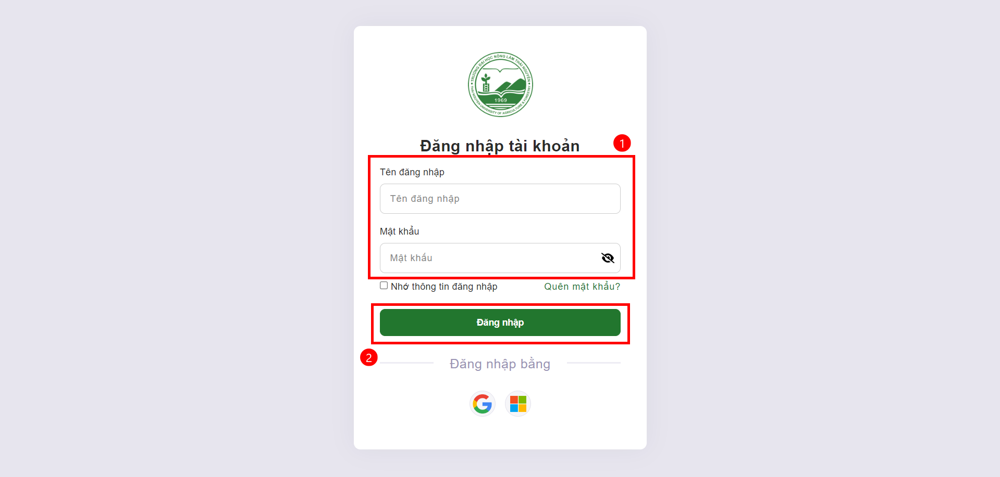 TRƯỜNG ĐẠI HỌC NÔNG LÂM THÁI NGUYÊN
THAI NGUYEN UNIVERSITY OF AGRICULTURE & FORESTRY
1969
Đăng nhập tài khoản
1
Tên đăng nhập
Tên đăng nhập
Mật khẩu
Mật khẩu
Nhớ thông tin đăng nhập
Quên mật khẩu?
Đăng nhập
2
Đăng nhập bằng